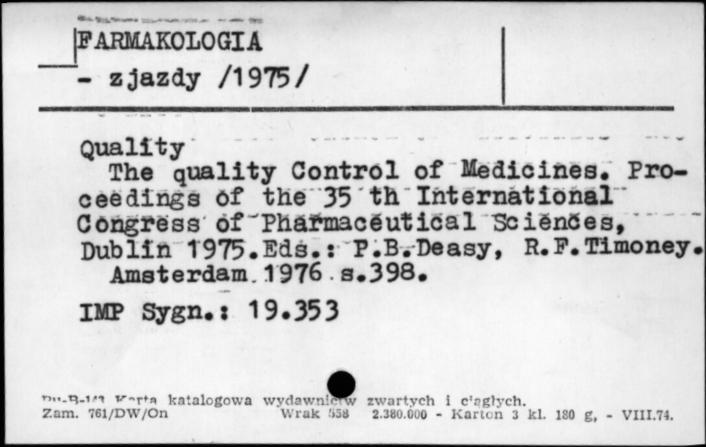 FARMAKOLOGIA
- zjazdy /1975/
Quality
The quality Control of Medicines. Pro-
ceedings of the 35 th International
Congress of Pharmaceutical Sciences,
Dublin 1975.Eds.: P.B.Deasy, R.F.Timoney.
Amsterdam 1976 s.398.
IMP Sygn.: 19.353
Karta katalogowa wydawnictw zwartych i ciągłych.
Zam. 761/DW/On Wrak 558 2.380.000 - Karton 3 kl. 180 g, - VIII.74.